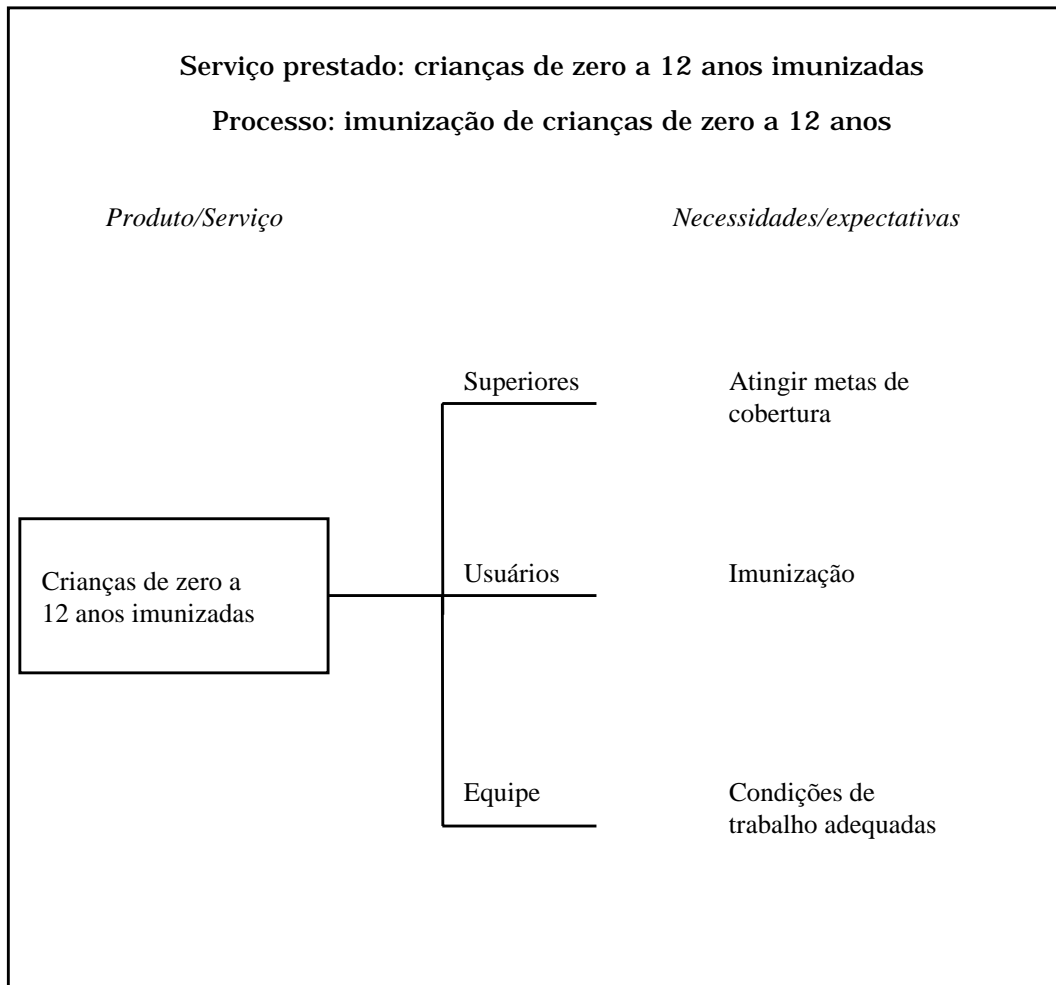 Serviço prestado: crianças de zero a 12 anos imunizadas
Processo: imunização de crianças de zero a 12 anos
Produto/Serviço
Necessidades/expectativas
Superiores
Atingir metas de
cobertura
Crianças de zero a
12 anos imunizadas
Usuários
Imunização
Equipe
Condições de
trabalho adequadas